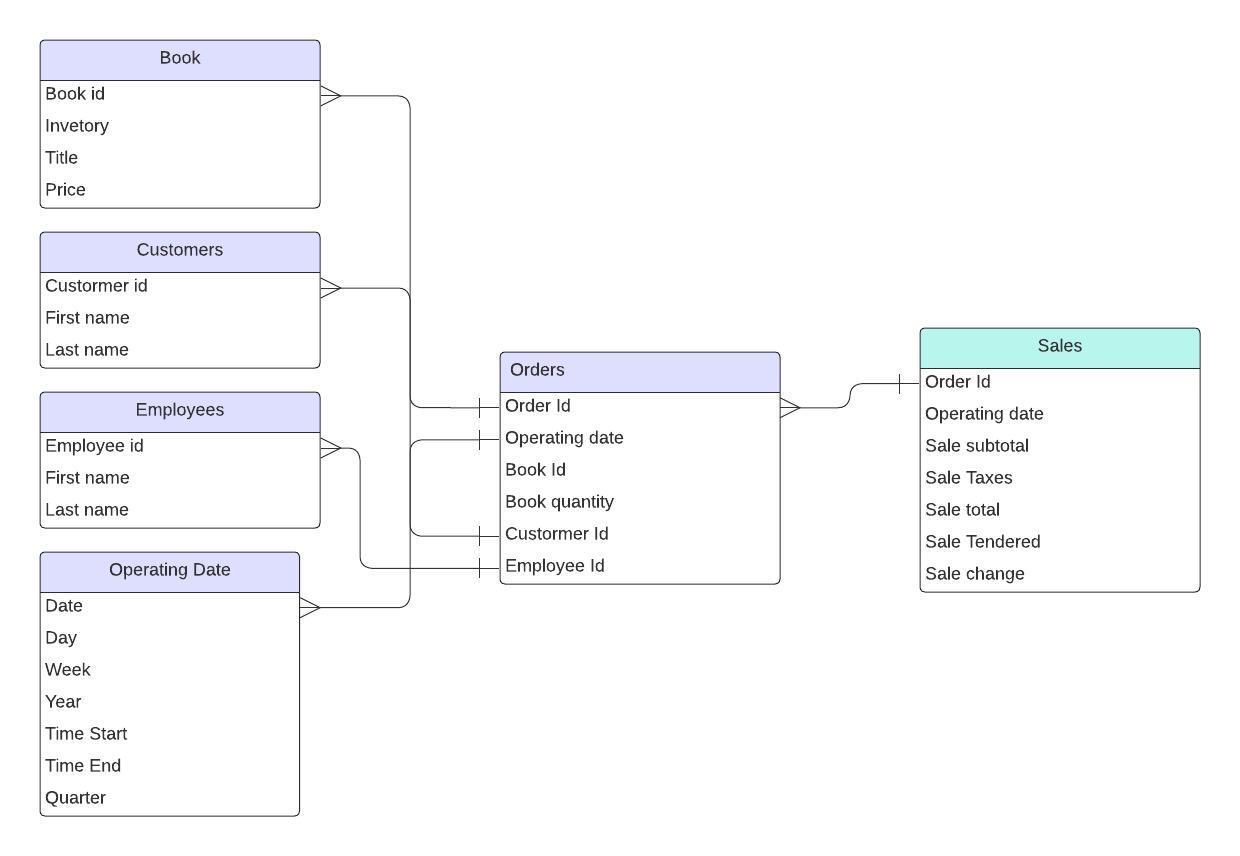 Book
Book id
Invetory
Title
Price
Customers
Custormer id
First name
Last name
Employees
Employee id
First name
Last name
Operating Date
Date
Day
Week
Year
Time Start
Time End
Quarter
Orders
Order Id
Operating date
Book Id
Book quantity
Custormer Id
Employee Id
Sales
Order Id
Operating date
Sale subtotal
Sale Taxes
Sale total
Sale Tendered
Sale change